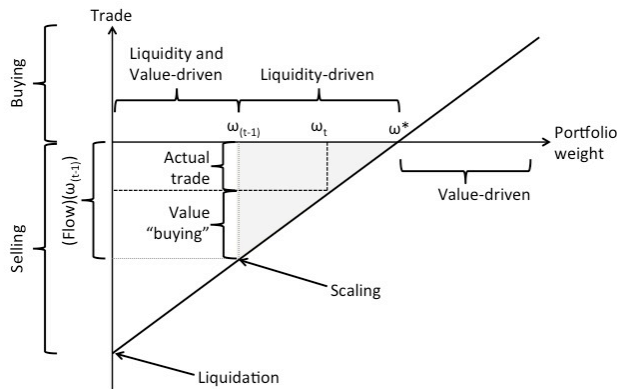 Trade
Liquidity and
Value-driven
Liquidity-driven
Buying
ω(t-1)
ωt
ω*
Portfolio
weight
Actual
trade
Value-driven
(Flow)(ω(t-1))
Value
“buying”
Selling
Scaling
Liquidation